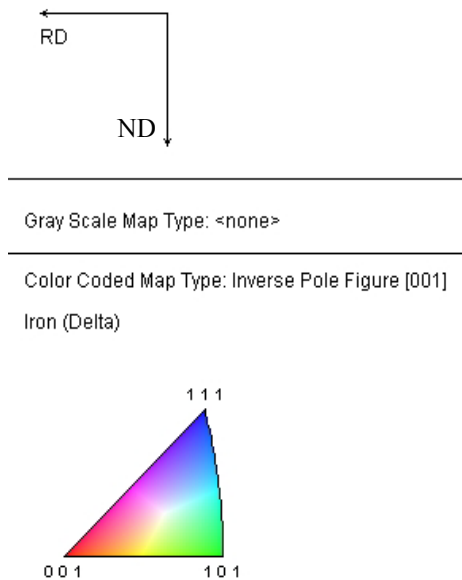 RD
ND
Gray Scale Map Type: <none>
Color Coded Map Type: Inverse Pole Figure [001]
Iron (Delta)
1 1 1
0 0 1
1 0 1